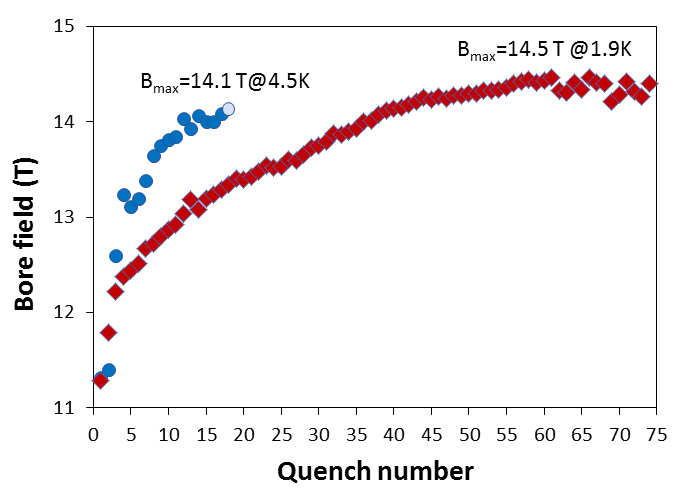 15
14
13
12
11
Bore field (T)
Bmax=14.1 T@4.5K
Bmax=14.5 T @1.9K
0 5 10 15 20 25 30 35 40 45 50 55 60 65 70 75
Quench number